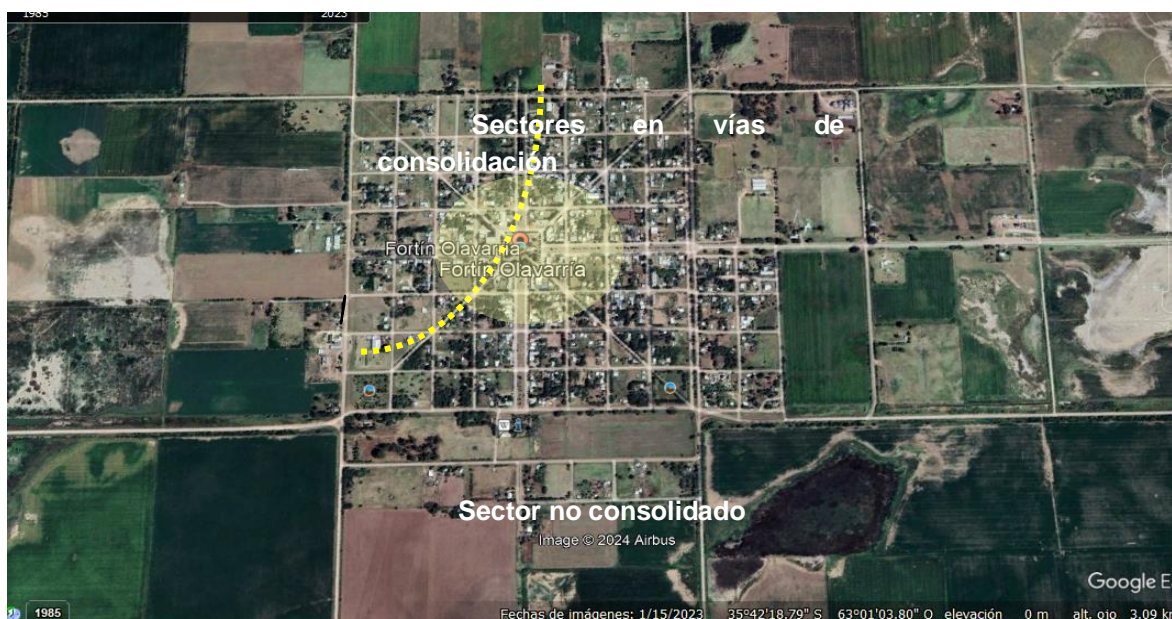 1985 2023
Sectores en vías de
consolidación
Fortín Olavarría
Fortín Olavarría
Sector no consolidado
Image © 2024 Airbus
Google E
1985 Fechas de imágenes: 1/15/2023 35°42'18.79" S 63°01'03.80" O elevación 0 m alt. ojo 3.09 km